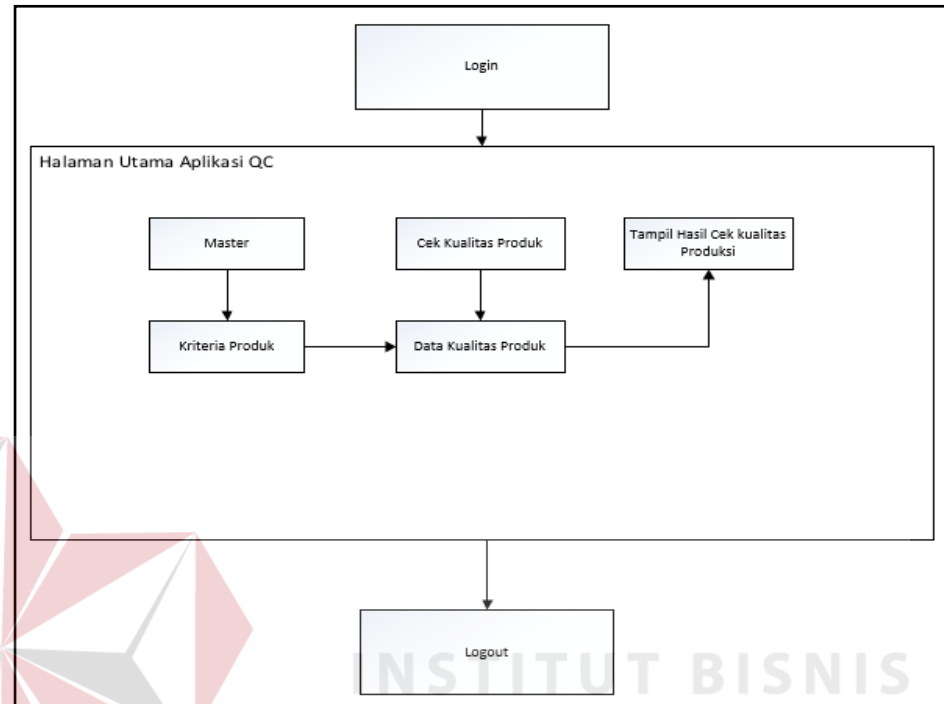 Login
Halaman Utama Aplikasi QC
Master
Cek Kualitas Produk
Tampil Hasil Cek kualitas
Produksi
Kriteria Produk
Data Kualitas Produk
Logout
INSTITUT BISNIS